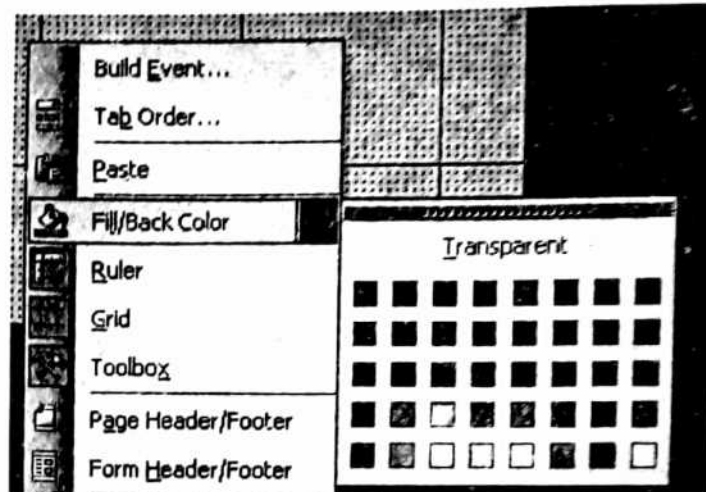 Build Event...
Tab Order...
Paste
Fill/Back Color
Transparent
Ruler
Grid
Toolbox
Page Header/Footer
Form Header/Footer